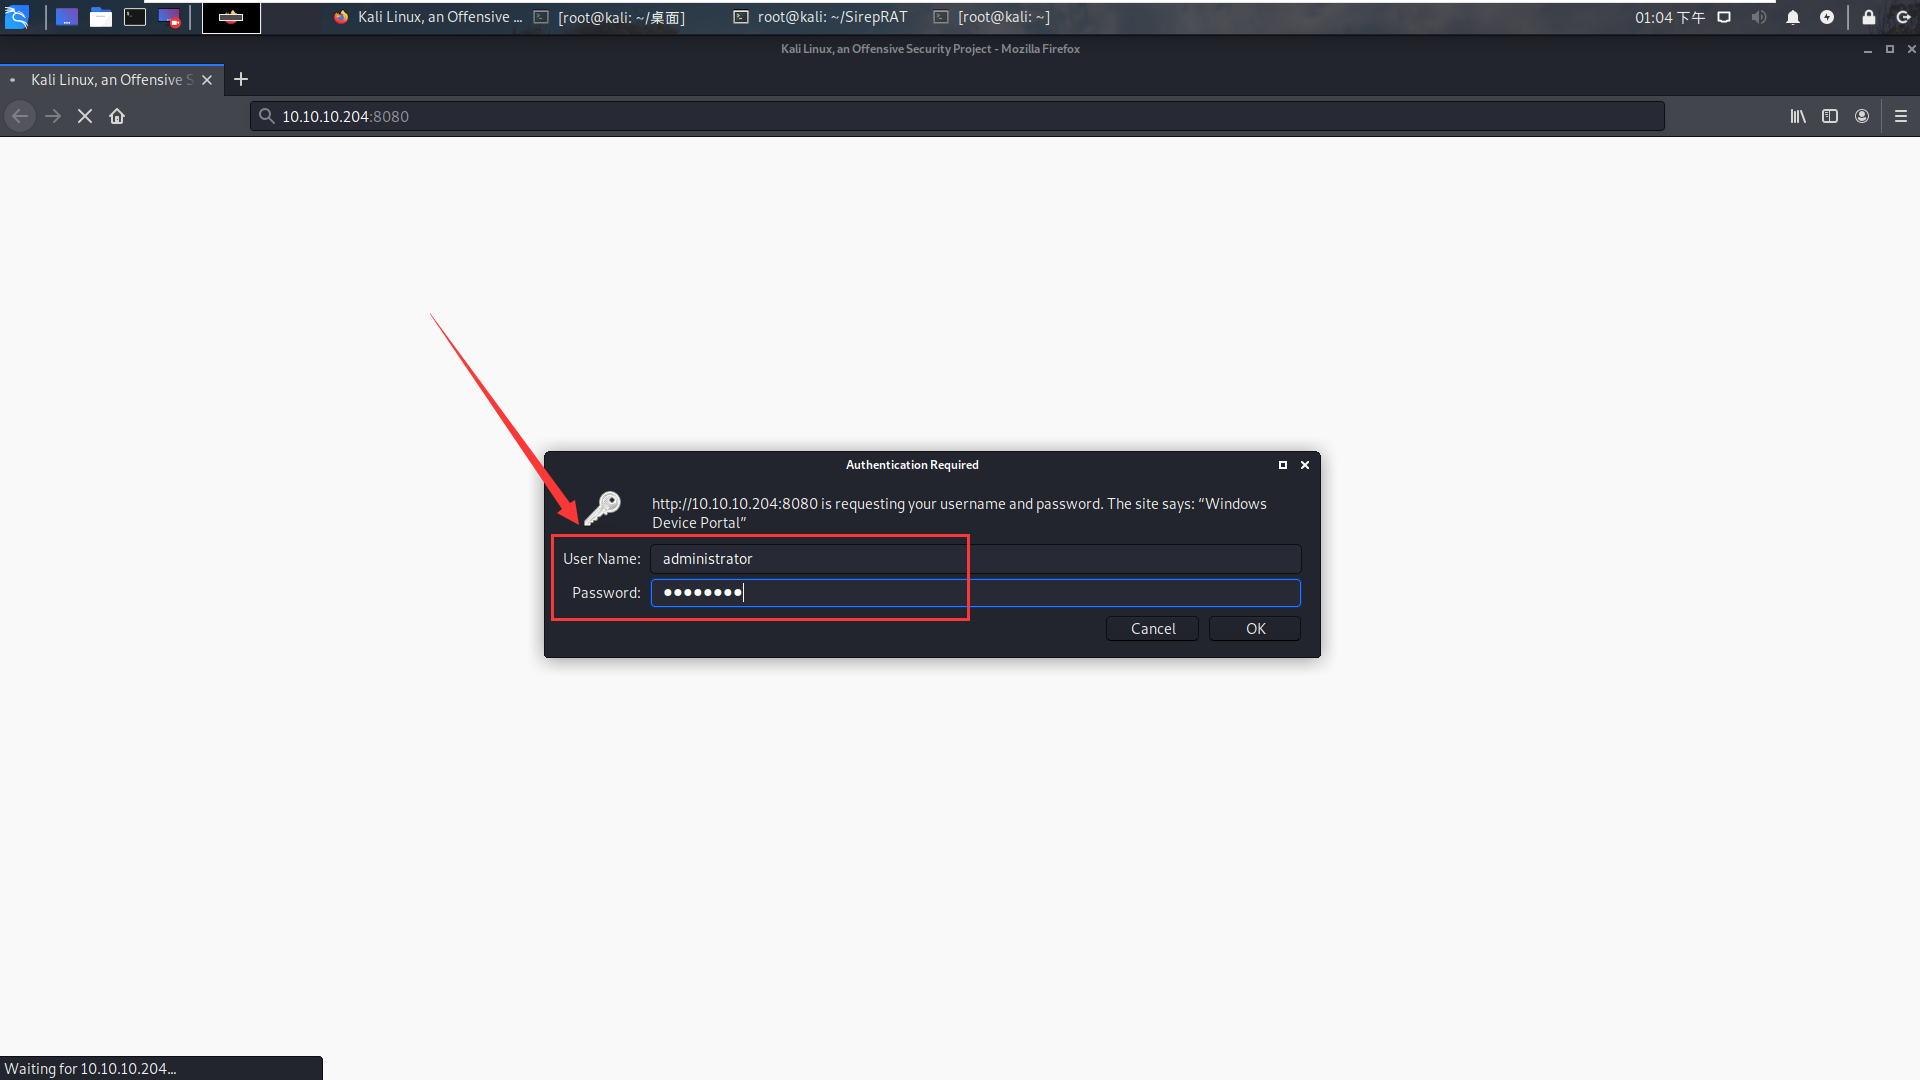 Kali Linux, an Offensive ...
[root@kali: ~/桌面]
root@kali: ~/SirepRAT
[root@kali: ~]
01:04 下午
Kali Linux, an Offensive Security Project - Mozilla Firefox
Kali Linux, an Offensive S
10.10.10.204:8080
Authentication Required
http://10.10.10.204:8080 is requesting your username and password. The site says: “Windows
Device Portal”
User Name: administrator
Password: ●●●●●●●●
Cancel OK
Waiting for 10.10.10.204...